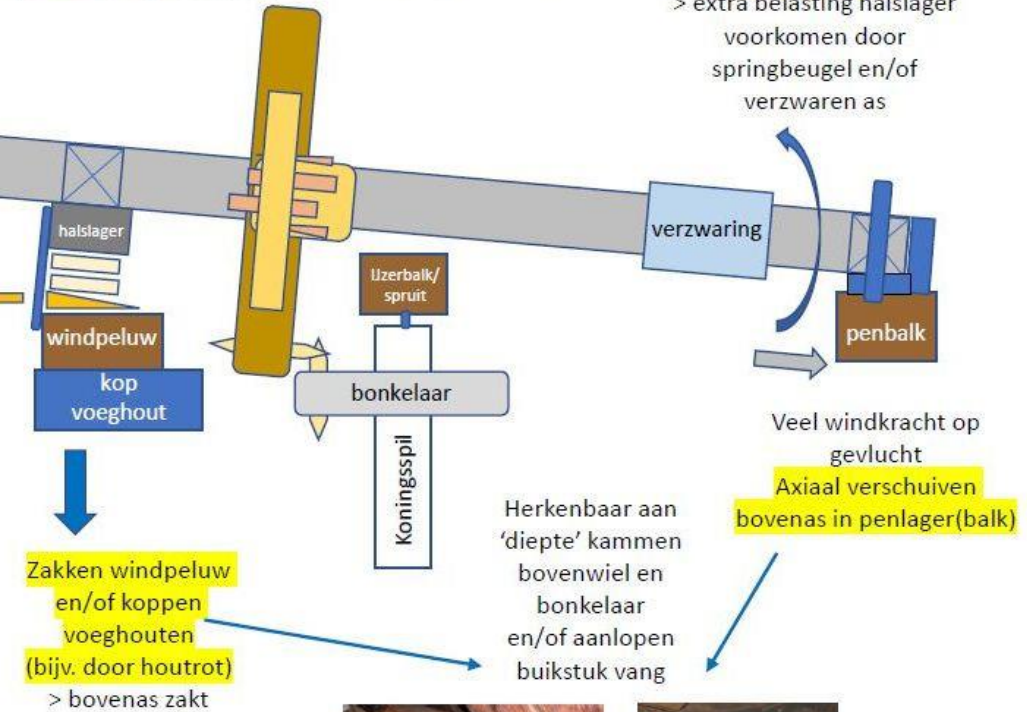 > extra belasting halslager
voorkomen door
springbeugel en/of
verzwaren as
halslager
verzwaring
IJzerbalk/
spruit
windpeluw
penbalk
kop
voeghout
bonkelaar
Koningsspil
Veel windkracht op
gevlucht
Axiaal verschuiven
bovenas in penlager(balk)
Herkenbaar aan
‘diepte’ kammen
bovenwiel en
bonkelaar
en/of aanlopen
buikstuk vang
Zakken windpeluw
en/of koppen
voeghouten
(bijv. door houtrot)
> bovenas zakt